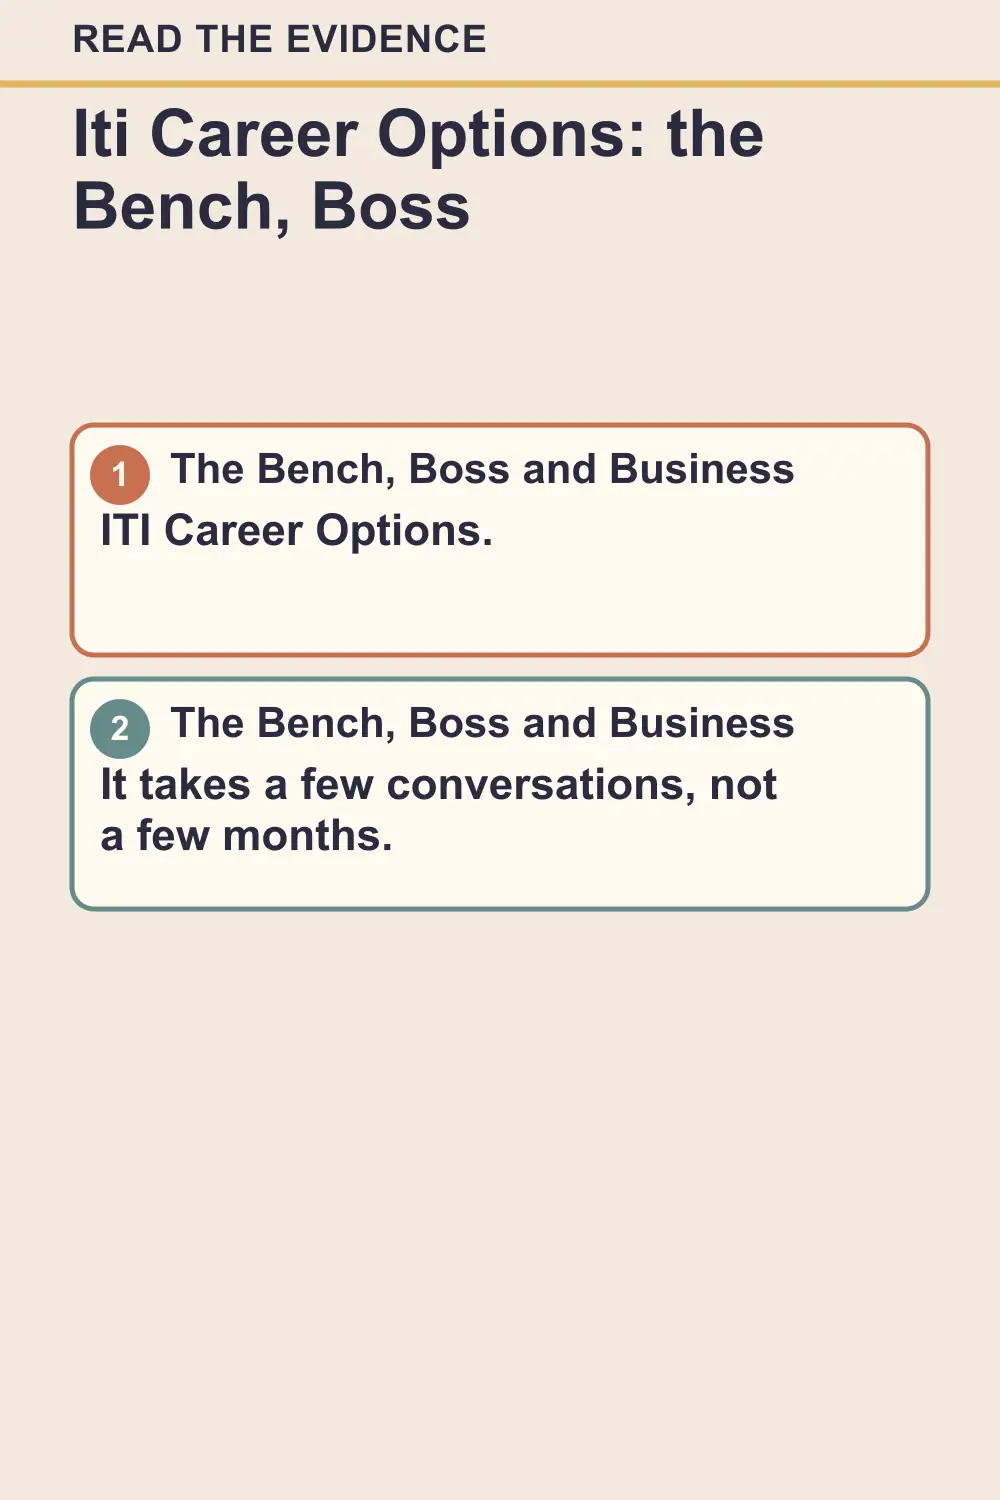 READ THE EVIDENCE
Iti Career Options: the
Bench, Boss
1 The Bench, Boss and Business
ITI Career Options.
2 The Bench, Boss and Business
It takes a few conversations, not
a few months.